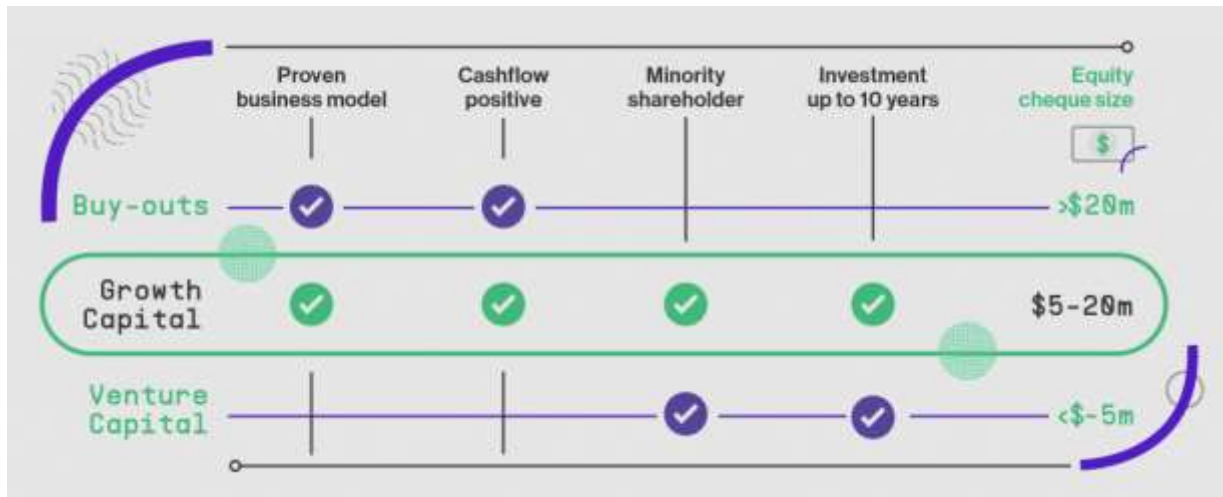 Proven
business model
Cashflow
positive
Minority
shareholder
Investment
up to 10 years
Equity
cheque size
$
Buy-outs
>$20m
Growth
Capital
$5-20m
Venture
Capital
<$-5m